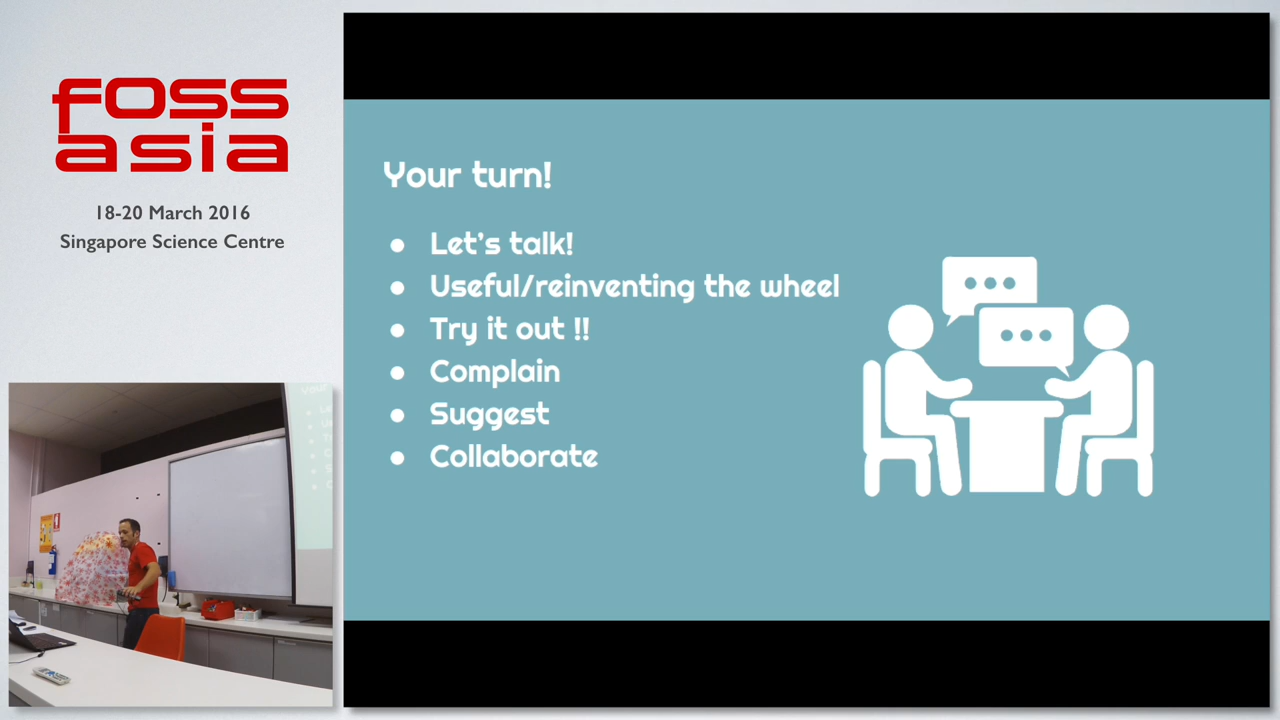 foss
asia
18-20 March 2016
Singapore Science Centre
Your turn!
● Let's talk!
● Useful/reinventing the wheel
● Try it out !!
● Complain
● Suggest
● Collaborate